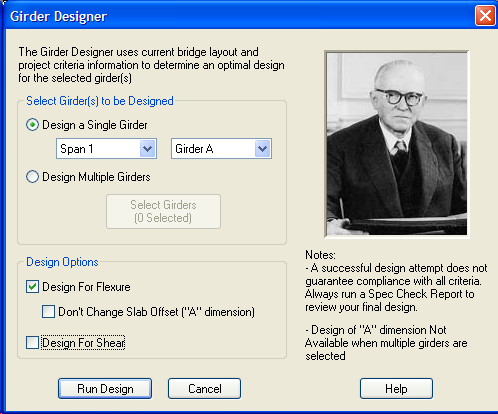 Girder Designer
The Girder Designer uses current bridge layout and
project criteria information to determine an optimal design
for the selected girder(s)
Select Girder(s) to be Designed
Design a Single Girder
Span 1
Girder A
Design Multiple Girders
Select Girders
(0 Selected)
Design Options
Design For Flexure
Don't Change Slab Offset ("A" dimension)
Design For Shear
Notes:
- A successful design attempt does not
guarantee compliance with all criteria.
Always run a Spec Check Report to
review your final design.
- Design of "A" dimension Not
Available when multiple girders are
selected
Run Design
Cancel
Help